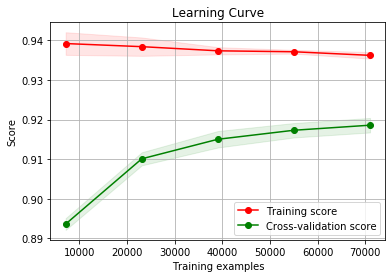 Learning Curve
0.94
0.93
0.92
0.91
0.90
0.89
Score
10000 20000 30000 40000 50000 60000 70000
Training examples
Training score
Cross-validation score